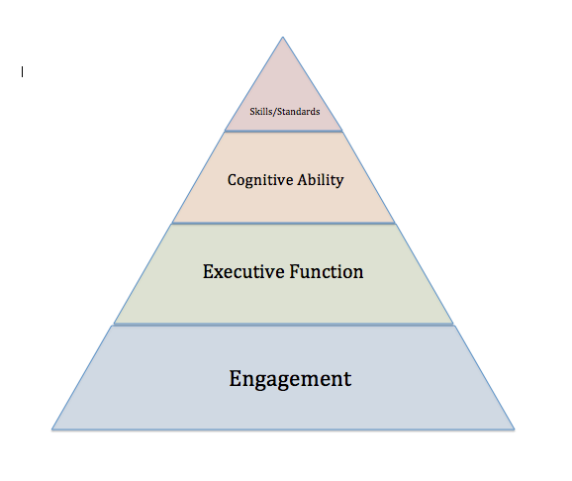 Skills/Standards
Cognitive Ability
Executive Function
Engagement